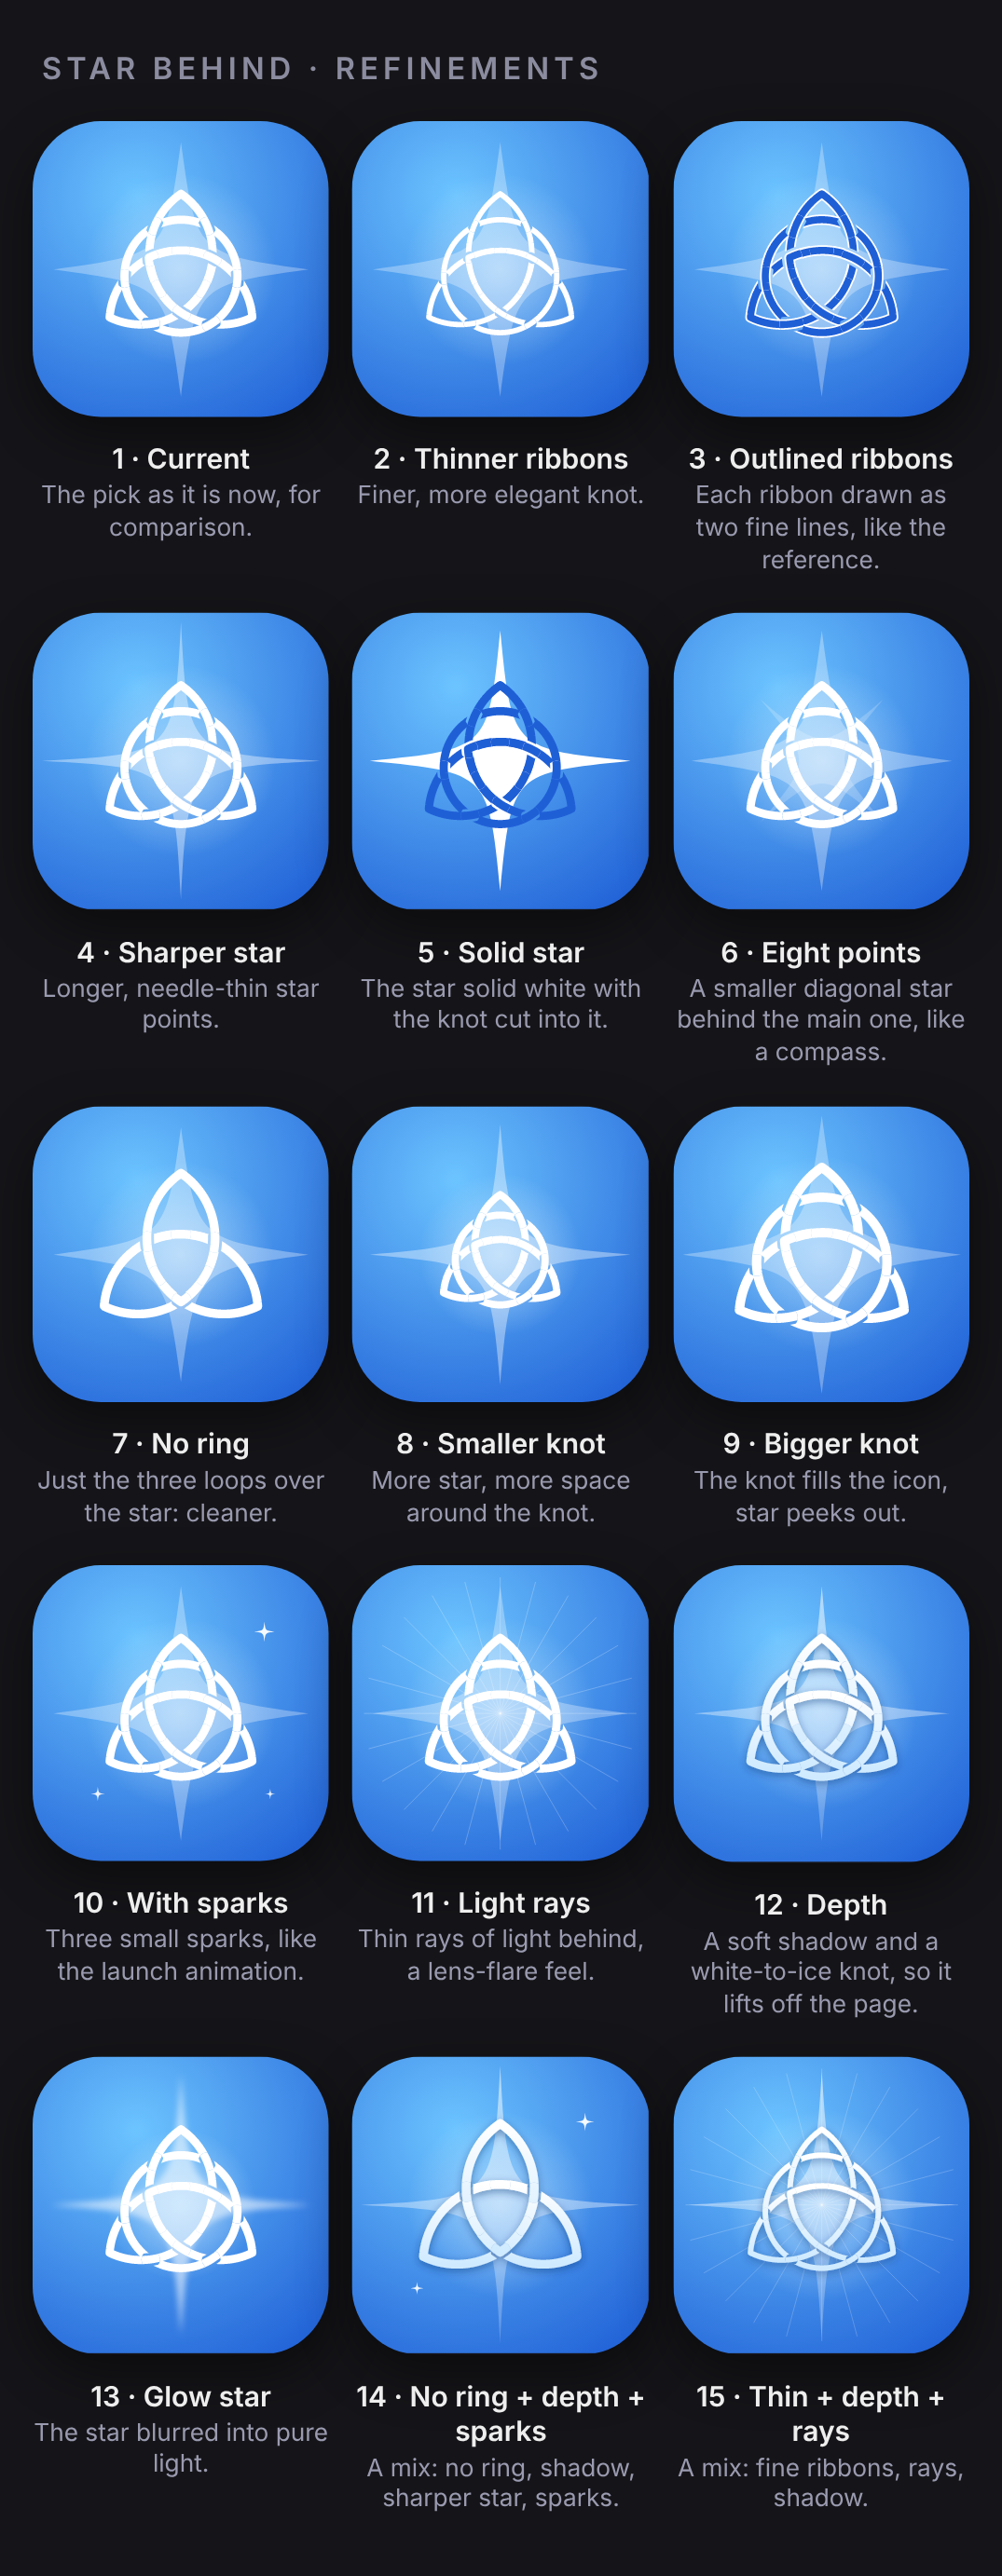 STAR BEHIND · REFINEMENTS
1 · Current
The pick as it is now, for
comparison.
2 · Thinner ribbons
Finer, more elegant knot.
3 · Outlined ribbons
Each ribbon drawn as
two fine lines, like the
reference.
4 · Sharper star
Longer, needle-thin star
points.
5 · Solid star
The star solid white with
the knot cut into it.
6 · Eight points
A smaller diagonal star
behind the main one, like
a compass.
7 · No ring
Just the three loops over
the star: cleaner.
8 · Smaller knot
More star, more space
around the knot.
9 · Bigger knot
The knot fills the icon,
star peeks out.
10 · With sparks
Three small sparks, like
the launch animation.
11 · Light rays
Thin rays of light behind,
a lens-flare feel.
12 · Depth
A soft shadow and a
white-to-ice knot, so it
lifts off the page.
13 · Glow star
The star blurred into pure
light.
14 · No ring + depth +
sparks
A mix: no ring, shadow,
sharper star, sparks.
15 · Thin + depth +
rays
A mix: fine ribbons, rays,
shadow.